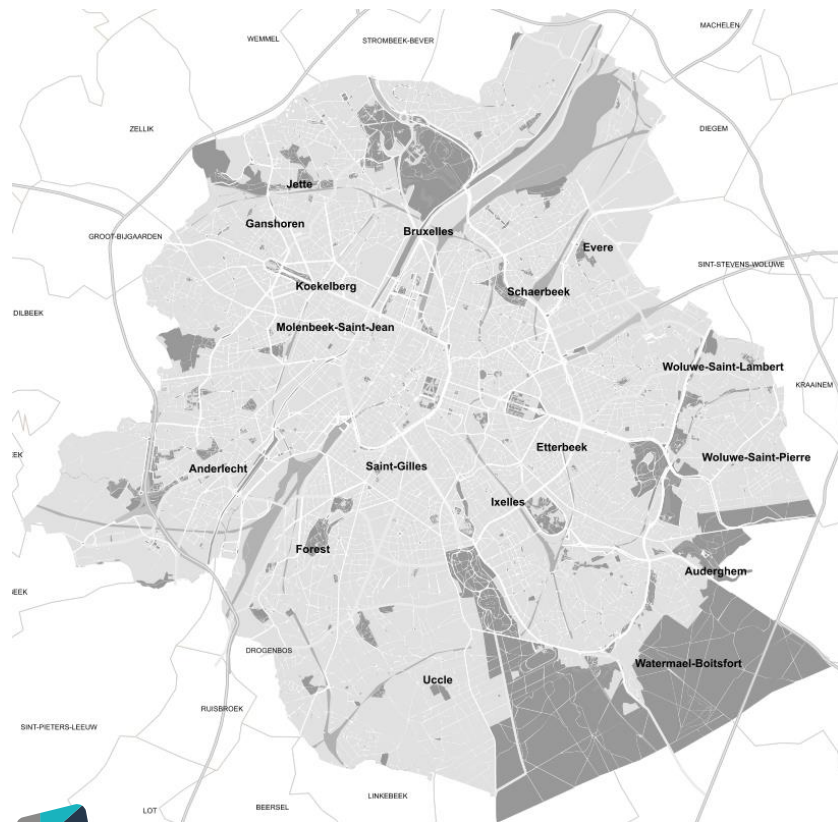 MACHELEN
WEMMEL
STROMBEEK-BEVER
ZELLIK
DIEGEM
Jette
Ganshoren
Bruxelles
GROOT-BIJGAARDEN
Evere
SINT-STEVENS-WOLUWE
Koekelberg
Schaerbeek
DILBEEK
Molenbeek-Saint-Jean
Woluwe-Saint-Lambert
KRAAINEM
Etterbeek
EK
Woluwe-Saint-Pierre
Anderlecht
Saint-Gilles
Ixelles
Forest
Auderghem
BEEK
DROGENBOS
Watermael-Boitsfort
Uccle
RUISBROEK
SINT-PIETERS-LEEUW
LINKEBEEK
BEERSEL
LOT